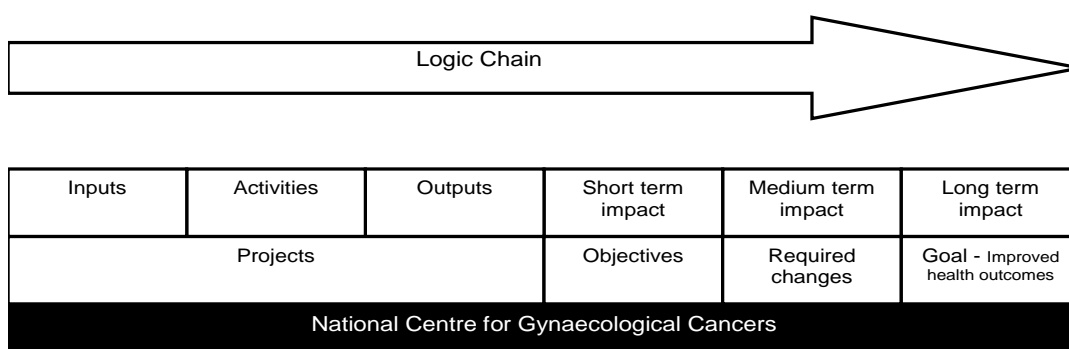 Logic Chain
Inputs
Activities
Outputs
Short term
impact
Medium term
impact
Long term
impact
Projects
Objectives
Required
changes
Goal - Improved
health outcomes
National Centre for Gynaecological Cancers